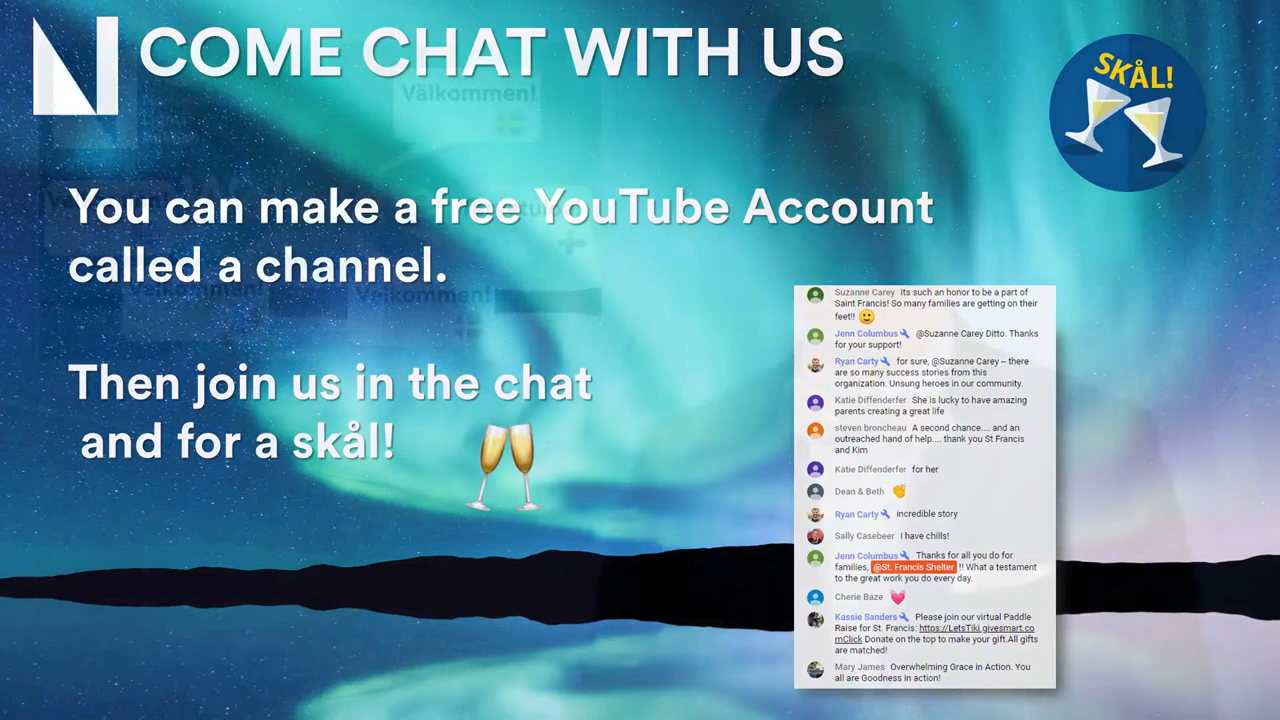 N COME CHAT WITH US
SKÅL!
Välkommen!
You can make a free YouTube Account
called a channel.
Välkommen!
Velkommen!
Then join us in the chat
and for a skål!
Suzanne Carey Its such an honor to be a part of
Saint Francis! So many families are getting on their
feet!! 🙂
Jenn Columbus @Suzanne Carey Ditto. Thanks
for your support!
Ryan Carty for sure, @Suzanne Carey -- there
are so many success stories from this
organization. Unsung heroes in our community.
Katie Diffenderfer She is lucky to have amazing
parents creating a great life
steven broncheau A second chance.... and an
outreached hand of help.... thank you St Francis
and Kim
Katie Diffenderfer for her
Dean & Beth 👏
Ryan Carty incredible story
Sally Casebeer I have chills!
Jenn Columbus Thanks for all you do for
families, @St. Francis Shelter !! What a testament
to the great work you do every day.
Cherie Baze 💓
Kassie Sanders Please join our virtual Paddle
Raise for St. Francis: https://LetsTiki.givesmart.co
mClick Donate on the top to make your gift.All gifts
are matched!
Mary James Overwhelming Grace in Action. You
all are Goodness in action!